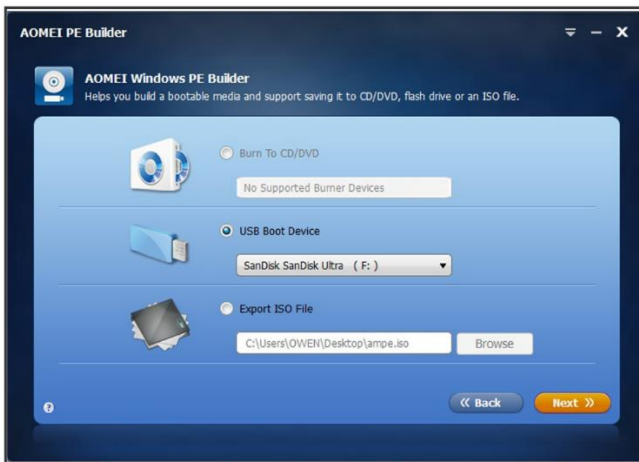 AOMEI PE Builder
AOMEI Windows PE Builder
Helps you build a bootable media and support saving it to CD/DVD, flash drive or an ISO file.
Burn To CD/DVD
No Supported Burner Devices
USB Boot Device
SanDisk SanDisk Ultra ( F: )
Export ISO File
C:\Users\OWEN\Desktop\ampe.iso
Browse
?
<< Back
Next >>